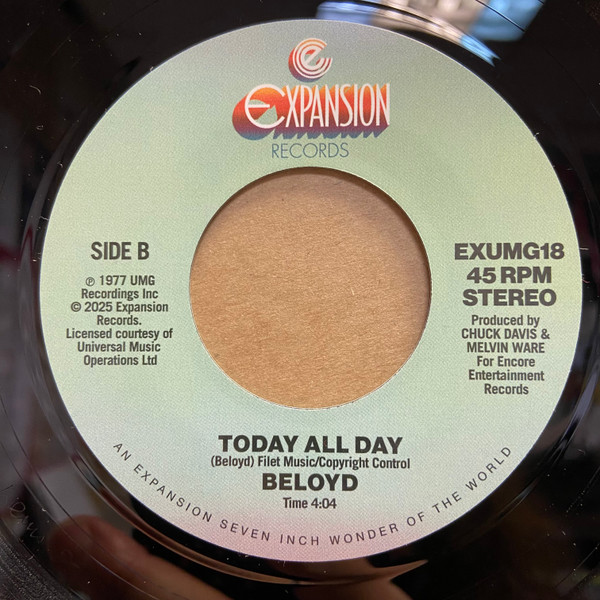 e
EXPANSION
RECORDS
SIDE B
℗ 1977 UMG
Recordings Inc
© 2025 Expansion
Records.
Licensed courtesy of
Universal Music
Operations Ltd
EXUMG18
45 RPM
STEREO
Produced by
CHUCK DAVIS &
MELVIN WARE
For Encore
Entertainment
Records
TODAY ALL DAY
(Beloyd) Filet Music/Copyright Control
BELOYD
Time 4:04
AN EXPANSION SEVEN INCH WONDER OF THE WORLD